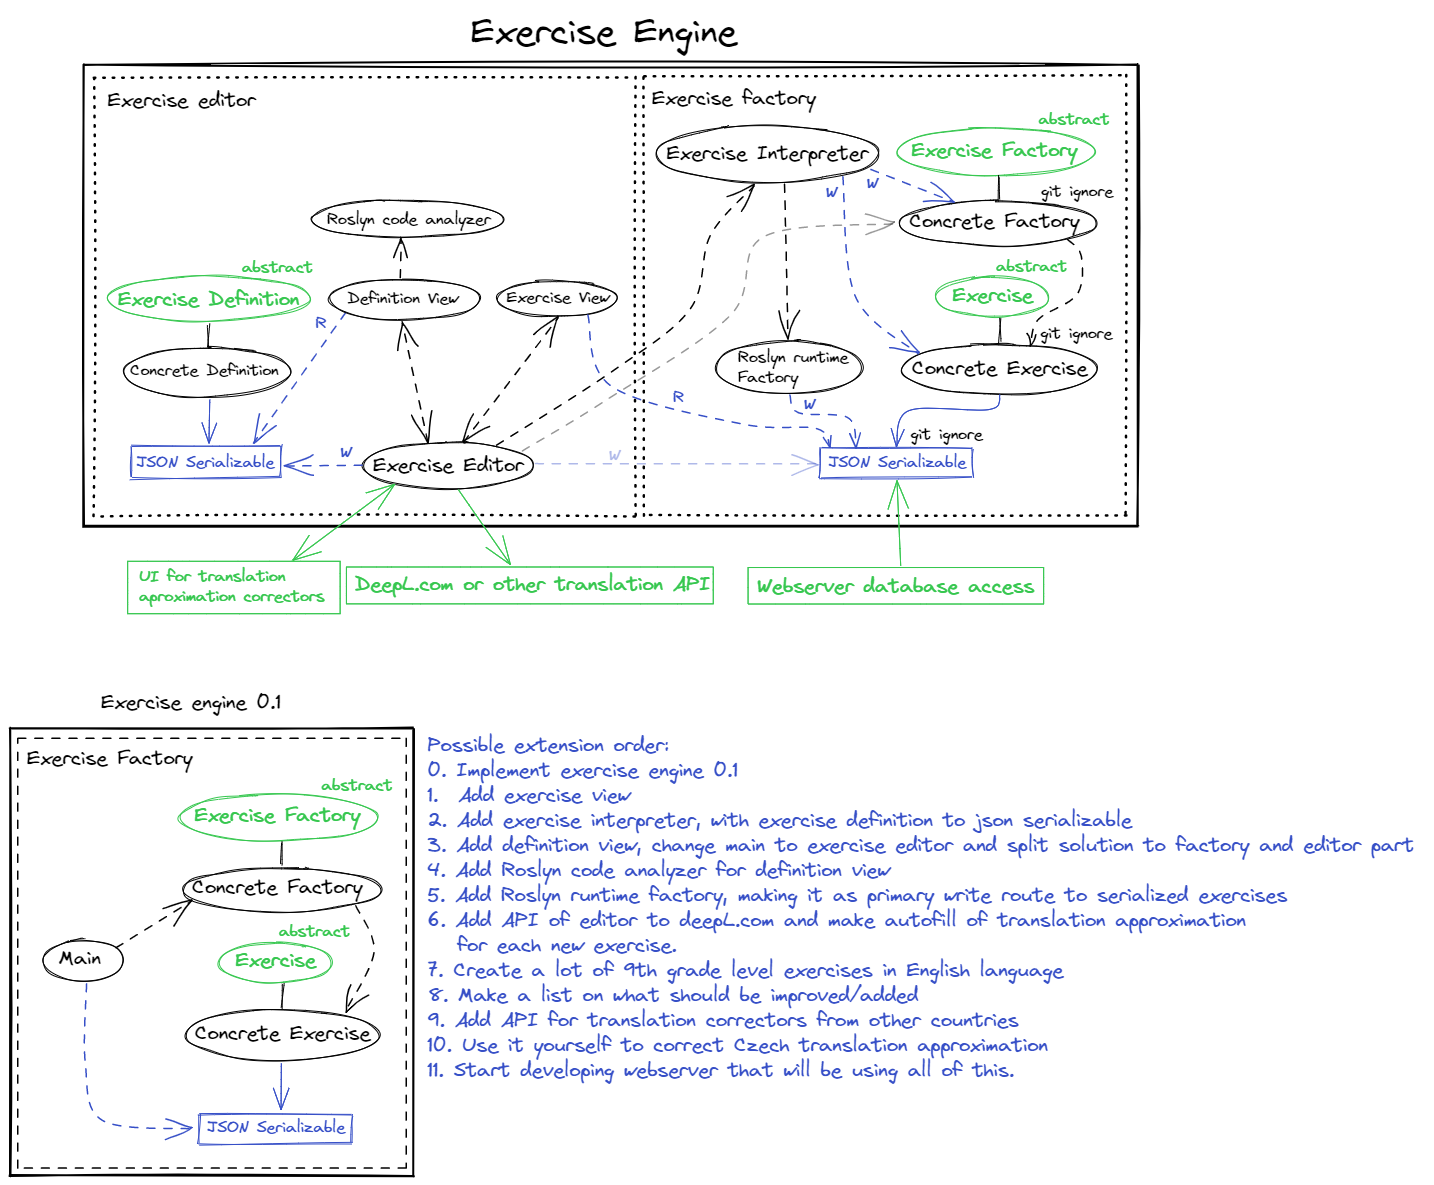 Exercise Engine
Exercise editor
Roslyn code analyzer
abstract
Exercise Definition
Definition View
Exercise View
R
Concrete Definition
JSON Serializable
W
Exercise Editor
W
Exercise factory
abstract
Exercise Interpreter
Exercise Factory
W
W
git ignore
Concrete Factory
abstract
Exercise
git ignore
Roslyn runtime
Factory
Concrete Exercise
R
W
git ignore
JSON Serializable
UI for translation
aproximation correctors
DeepL.com or other translation API
Webserver database access
Exercise engine 0.1
Exercise Factory
abstract
Exercise Factory
Concrete Factory
abstract
Main
Exercise
Concrete Exercise
JSON Serializable
Possible extension order:
0. Implement exercise engine 0.1
1. Add exercise view
2. Add exercise interpreter, with exercise definition to json serializable
3. Add definition view, change main to exercise editor and split solution to factory and editor part
4. Add Roslyn code analyzer for definition view
5. Add Roslyn runtime factory, making it as primary write route to serialized exercises
6. Add API of editor to deepL.com and make autofill of translation approximation
for each new exercise.
7. Create a lot of 9th grade level exercises in English language
8. Make a list on what should be improved/added
9. Add API for translation correctors from other countries
10. Use it yourself to correct Czech translation approximation
11. Start developing webserver that will be using all of this.